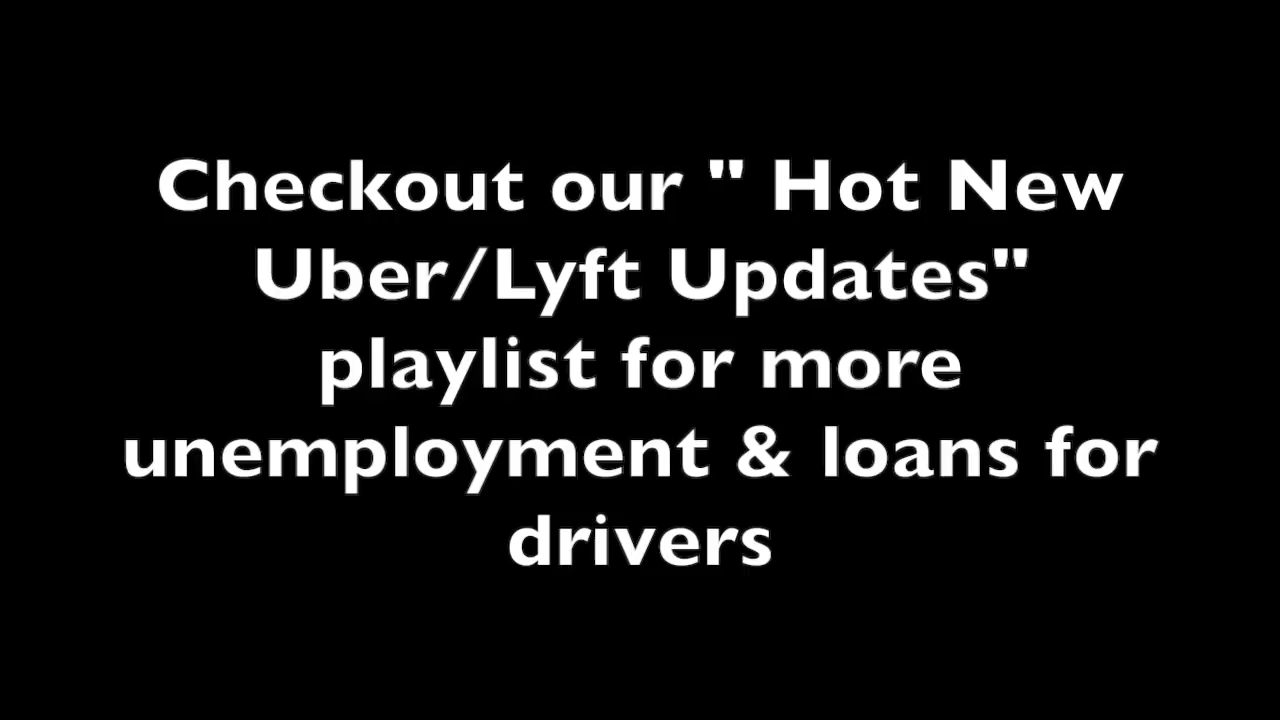 Checkout our " Hot New
Uber/Lyft Updates"
playlist for more
unemployment & loans for
drivers